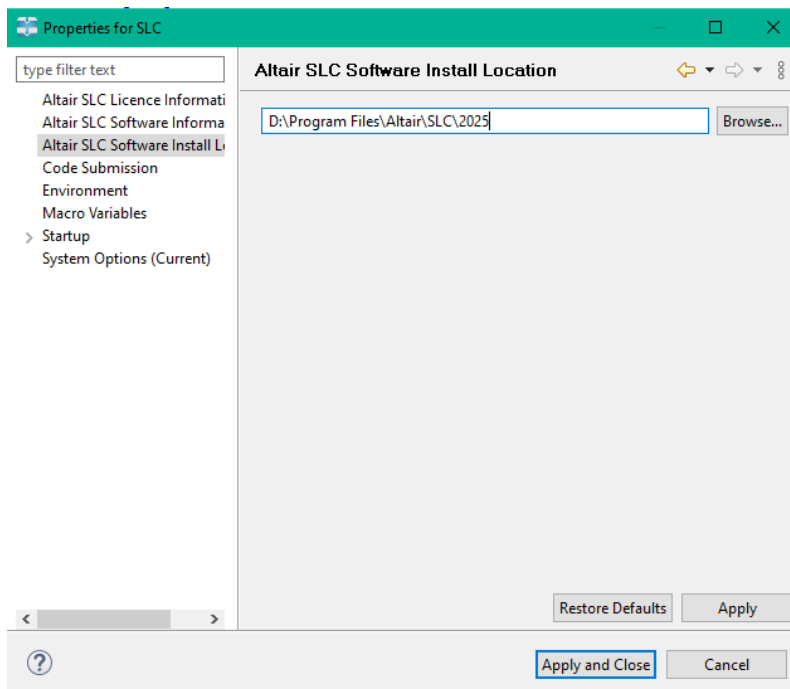 Properties for SLC
type filter text
Altair SLC Licence Informati
Altair SLC Software Informa
Altair SLC Software Install L
Code Submission
Environment
Macro Variables
Startup
System Options (Current)
Altair SLC Software Install Location
D:\Program Files\Altair\SLC\2025
Browse...
Restore Defaults
Apply
?
Apply and Close
Cancel